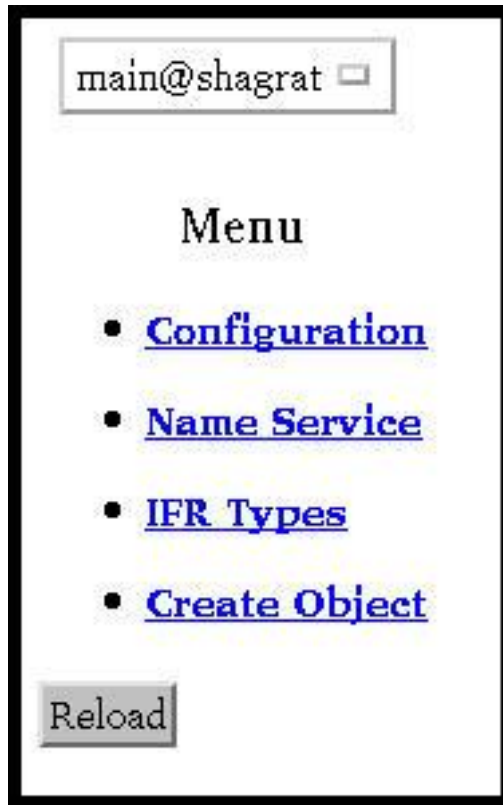 main@shagrat
Menu
Configuration
Name Service
IFR Types
Create Object
Reload